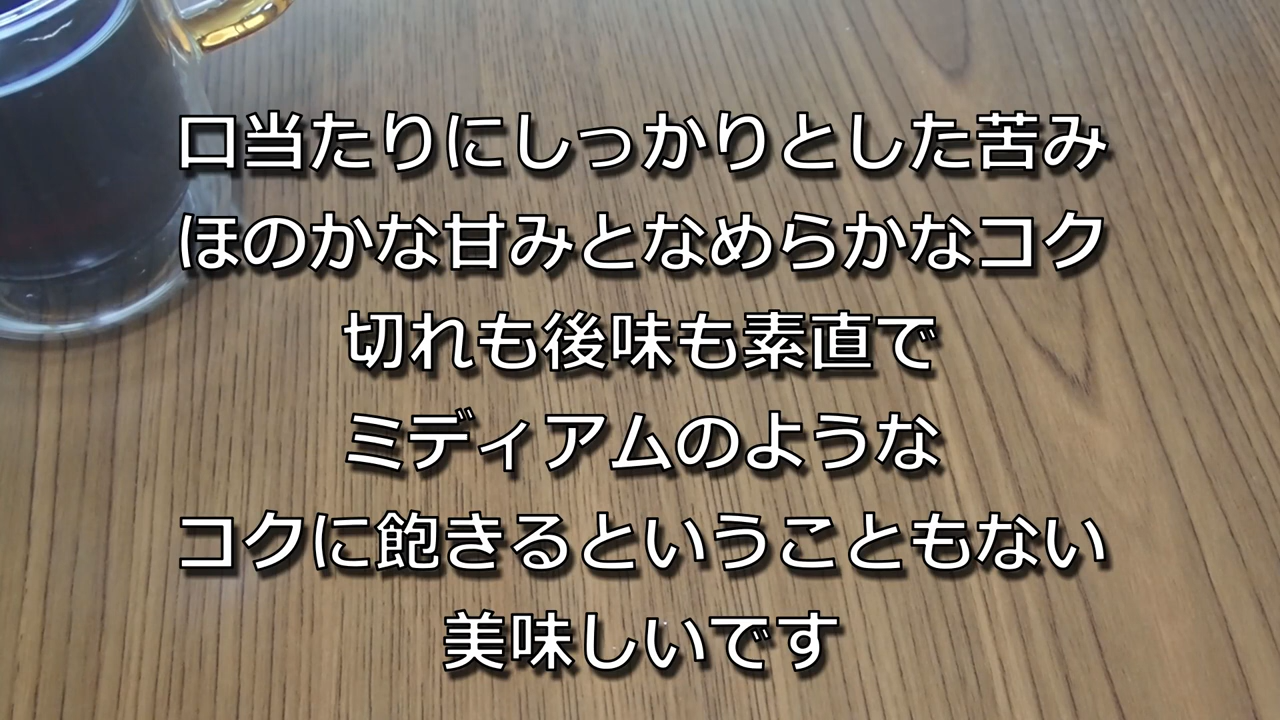 口当たりにしっかりとした苦み
ほのかな甘みとなめらかなコク
切れも後味も素直で
ミディアムのような
コクに飽きるということもない
美味しいです